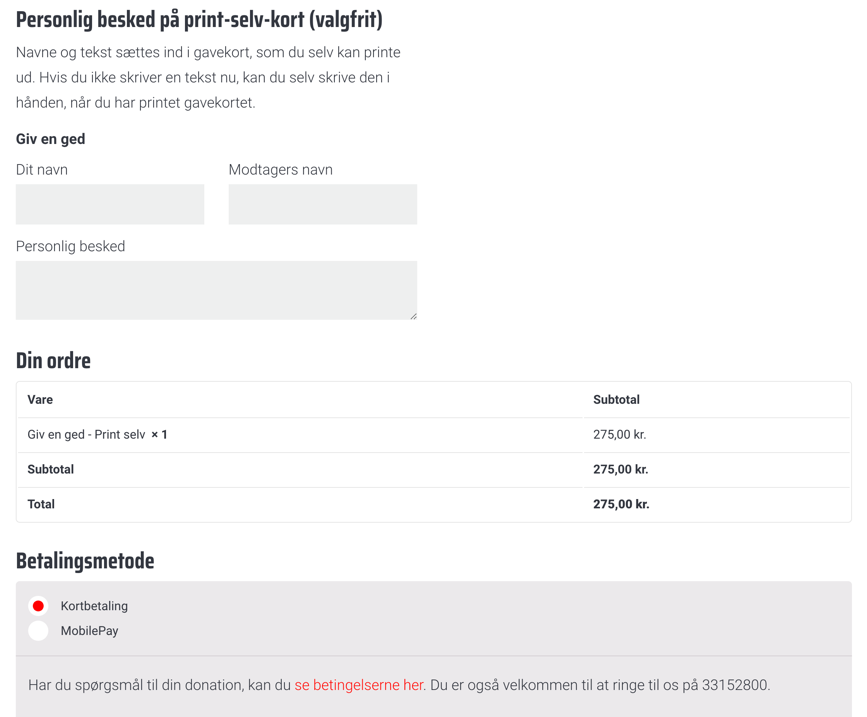 Personlig besked på print-selv-kort (valgfrit)
Navne og tekst sættes ind i gavekort, som du selv kan printe
ud. Hvis du ikke skriver en tekst nu, kan du selv skrive den i
hånden, når du har printet gavekortet.
Giv en ged
Dit navn Modtagers navn
Personlig besked
Din ordre
Vare Subtotal
Giv en ged - Print selv × 1 275,00 kr.
Subtotal 275,00 kr.
Total 275,00 kr.
Betalingsmetode
Kortbetaling
MobilePay
Har du spørgsmål til din donation, kan du se betingelserne her. Du er også velkommen til at ringe til os på 33152800.